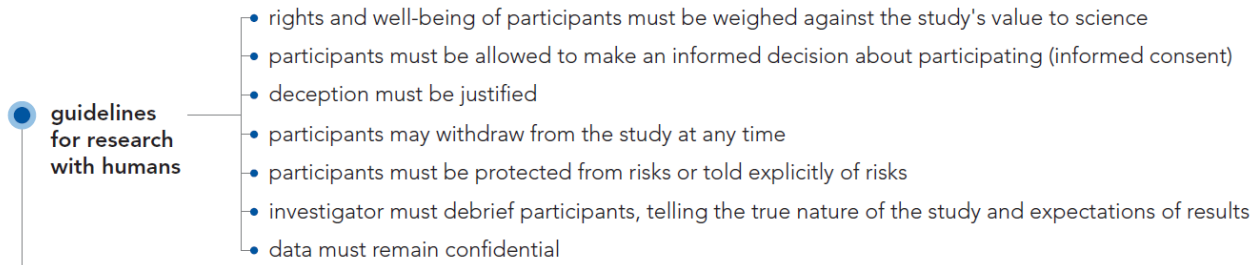 guidelines
for research
with humans
rights and well-being of participants must be weighed against the study's value to science
participants must be allowed to make an informed decision about participating (informed consent)
deception must be justified
participants may withdraw from the study at any time
participants must be protected from risks or told explicitly of risks
investigator must debrief participants, telling the true nature of the study and expectations of results
data must remain confidential